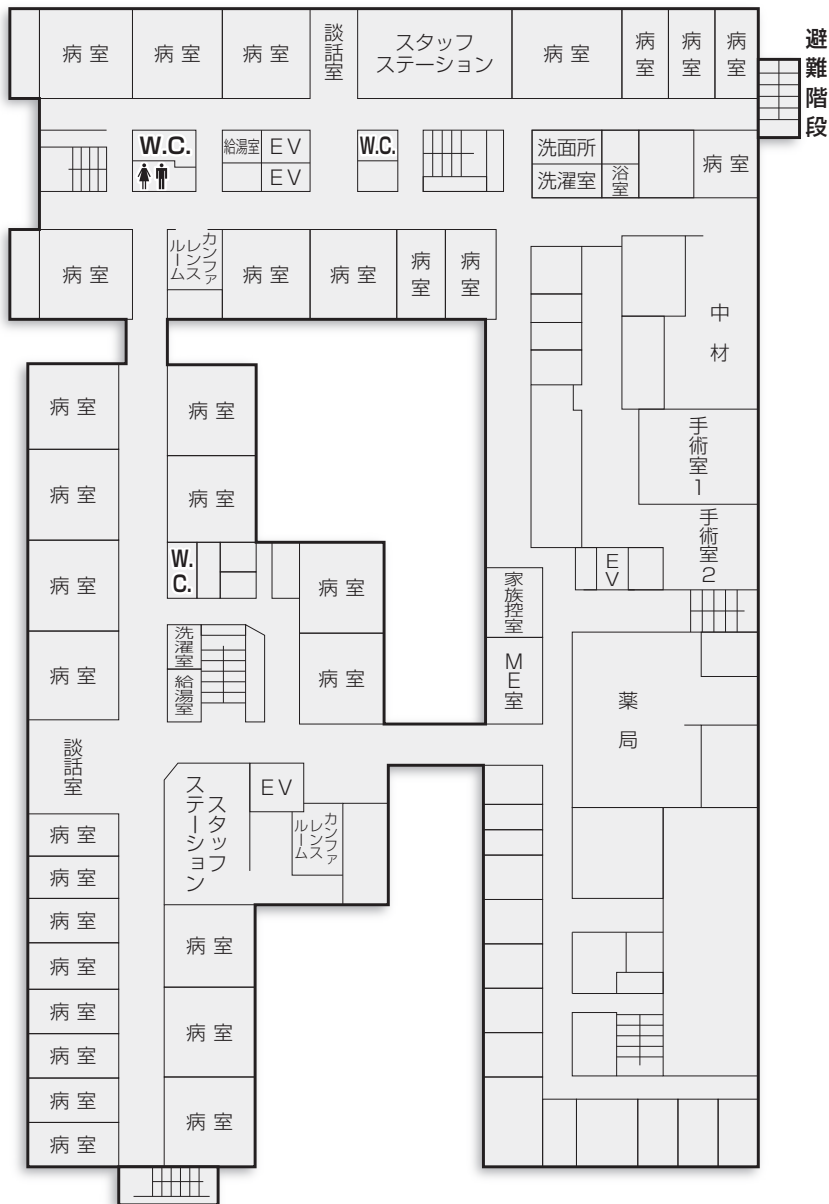 病室
病室
病室
談話室
スタッフ
ステーション
病室
病室
病室
病室
避難階段
W.C.
給湯室
EV
EV
W.C.
洗面所
洗濯室
浴室
病室
病室
カンファ
レンス
ルーム
病室
病室
病室
病室
中材
病室
病室
手術室1
病室
病室
手術室2
W.
C.
EV
病室
病室
家族控室
洗濯室
病室
病室
ME室
給湯室
薬局
談話室
スタッフ
ステーション
EV
カンファ
レンス
ルーム
病室
病室
病室
病室
病室
病室
病室
病室
病室
病室
病室